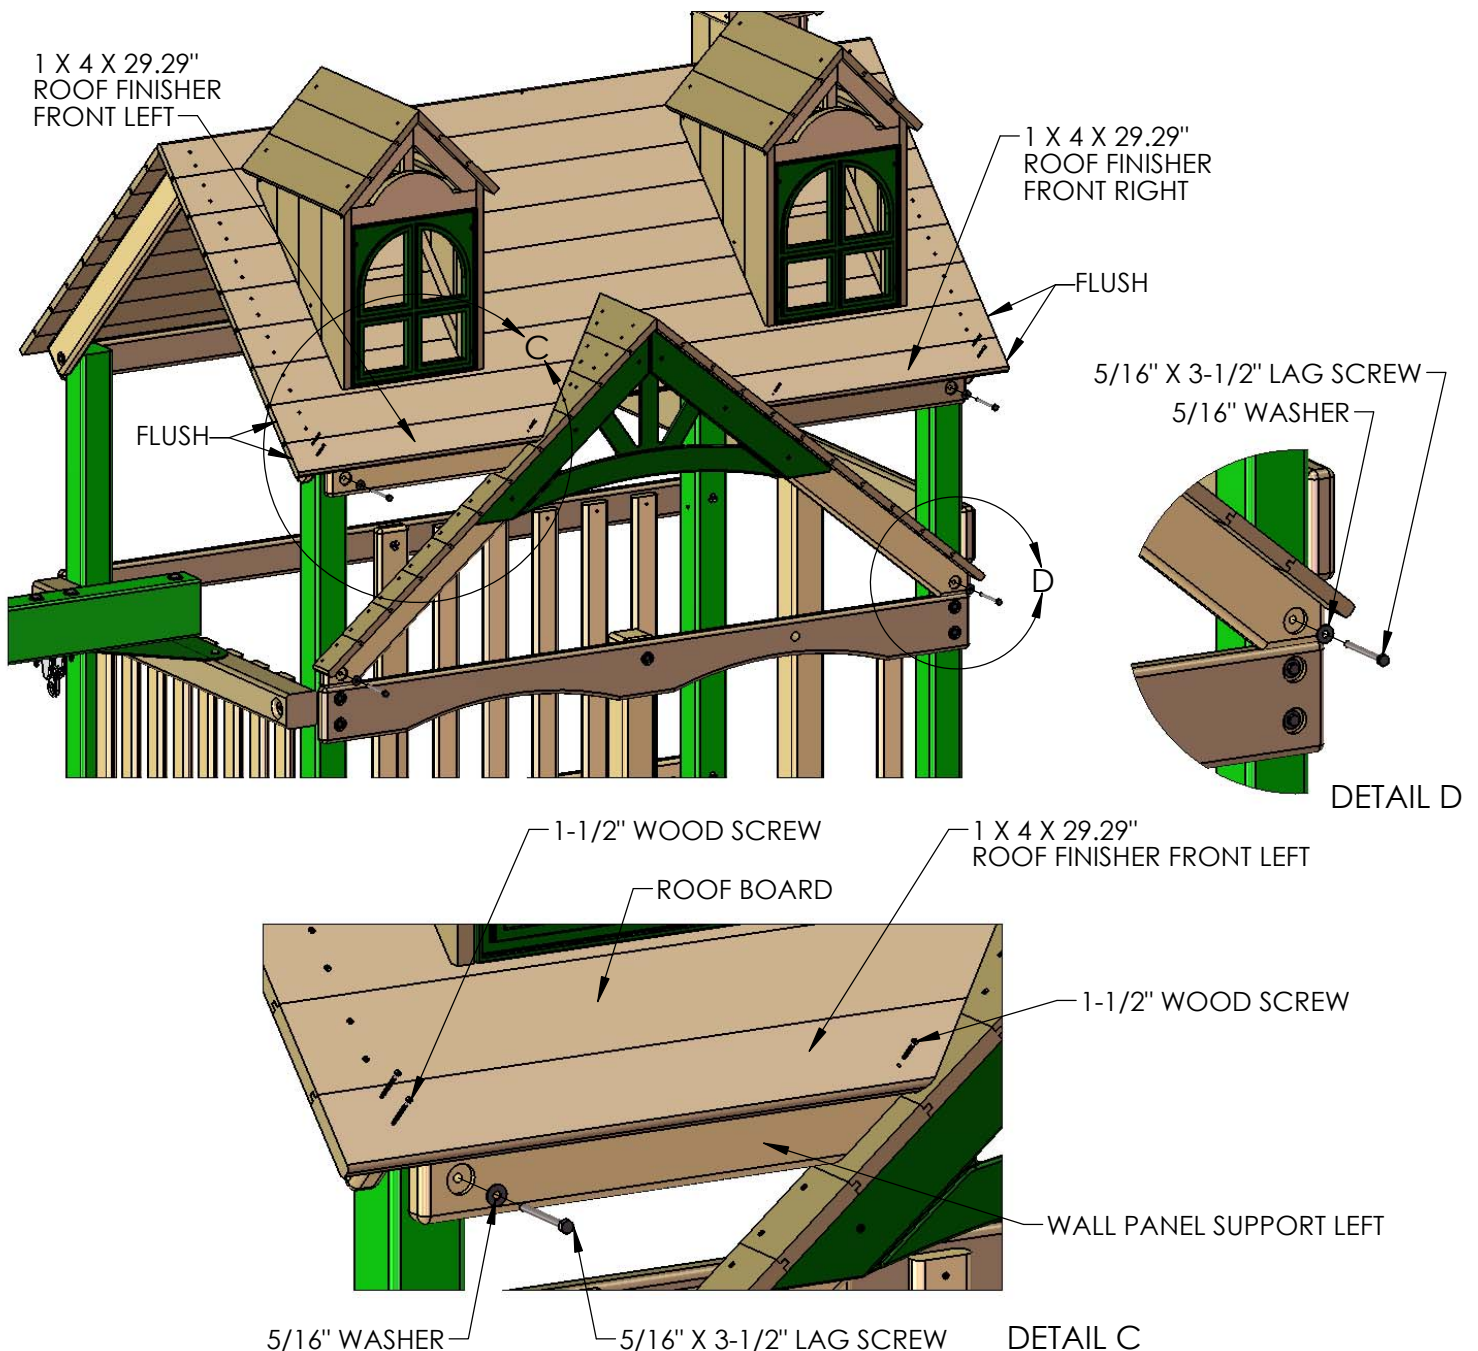 1 X 4 X 29.29"
ROOF FINISHER
FRONT LEFT
1 X 4 X 29.29"
ROOF FINISHER
FRONT RIGHT
FLUSH
C
5/16" X 3-1/2" LAG SCREW
5/16" WASHER
FLUSH
D
DETAIL D
1-1/2" WOOD SCREW
1 X 4 X 29.29"
ROOF FINISHER FRONT LEFT
ROOF BOARD
1-1/2" WOOD SCREW
WALL PANEL SUPPORT LEFT
5/16" WASHER
5/16" X 3-1/2" LAG SCREW
DETAIL C